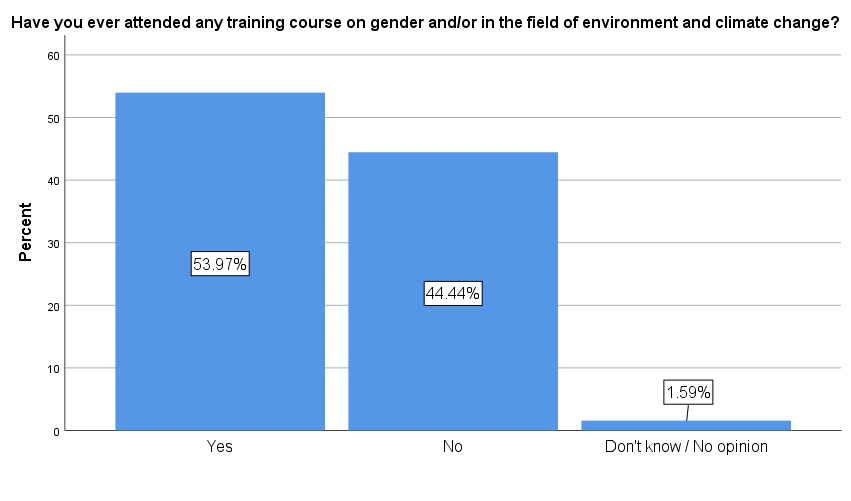 Have you ever attended any training course on gender and/or in the field of environment and climate change?
60
50
40
30
20
10
0
Percent
53.97%
44.44%
1.59%
Yes
No
Don't know / No opinion